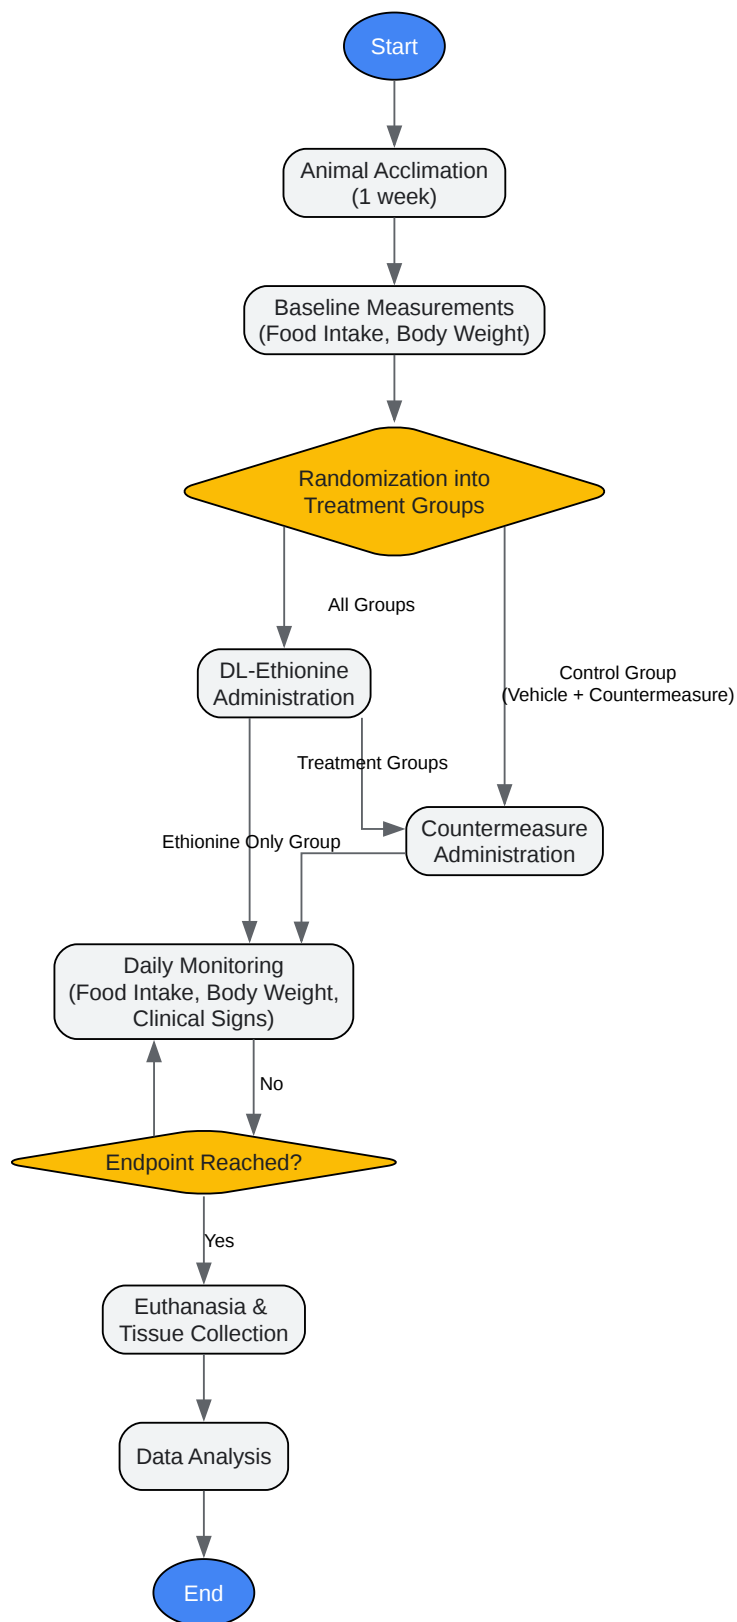 Start
Animal Acclimation
(1 week)
Baseline Measurements
(Food Intake, Body Weight)
Randomization into
Treatment Groups
All Groups
DL-Ethionine
Administration
Control Group
(Vehicle + Countermeasure)
Treatment Groups
Countermeasure
Administration
Ethionine Only Group
Daily Monitoring
(Food Intake, Body Weight,
Clinical Signs)
No
Endpoint Reached?
Yes
Euthanasia &
Tissue Collection
Data Analysis
End